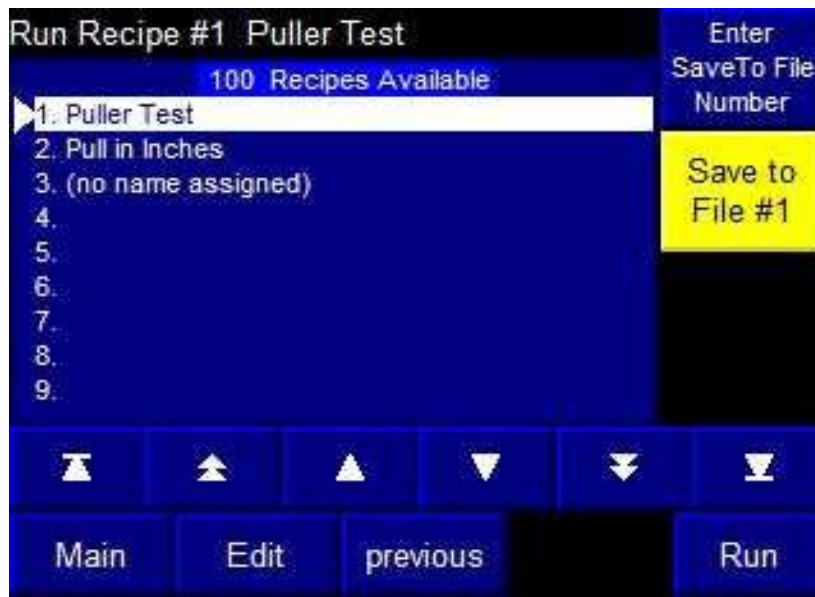 Run Recipe #1 Puller Test
100 Recipes Available
1. Puller Test
2. Pull in Inches
3. (no name assigned)
4.
5.
6.
7.
8.
9.
Enter
SaveTo File
Number
Save to
File #1
Main
Edit
previous
Run